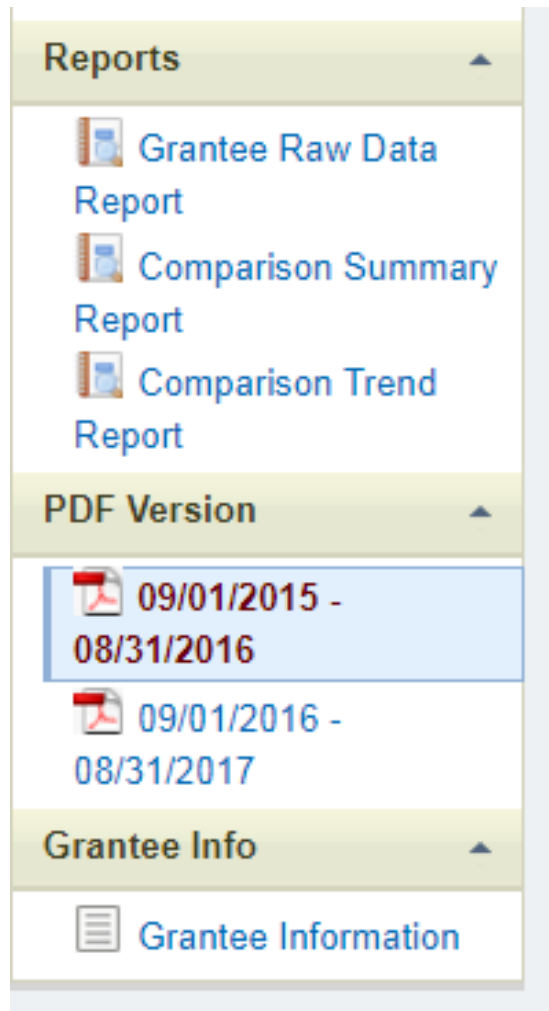 Reports
Grantee Raw Data
Report
Comparison Summary
Report
Comparison Trend
Report
PDF Version
09/01/2015 -
08/31/2016
09/01/2016 -
08/31/2017
Grantee Info
Grantee Information